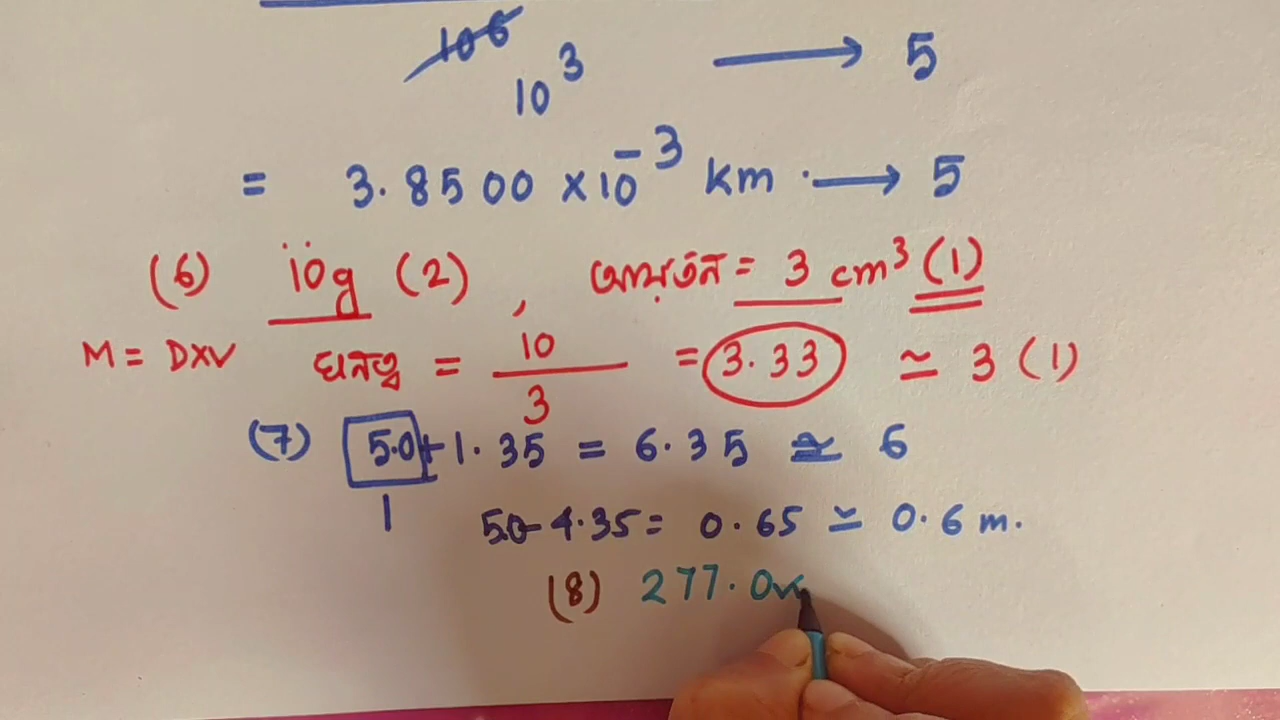 106
10³ → 5
= 3.8500 ×10⁻³ km. → 5
(6) 10g (2), আয়তন = 3 cm³ (1)
M = D×V ঘনত্ব = 10/3 = 3.33 ≃ 3 (1)
(7) 5.0+1.35 = 6.35 ≃ 6
1
5.0-4.35 = 0.65 ≃ 0.6 m.
(8) 277.0